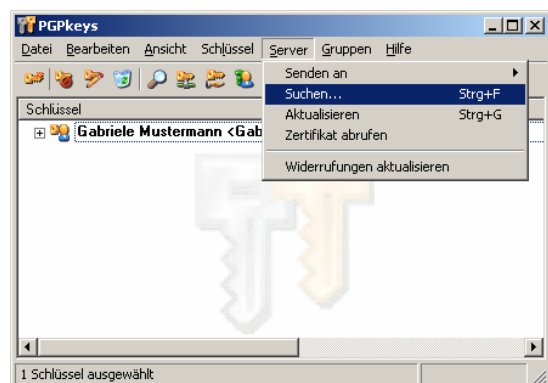 PGPkeys
Datei Bearbeiten Ansicht Schlüssel Server Gruppen Hilfe
Senden an
Suchen... Strg+F
Aktualisieren Strg+G
Zertifikat abrufen
Widerrufungen aktualisieren
Schlüssel
Gabriele Mustermann <Gab
1 Schlüssel ausgewählt